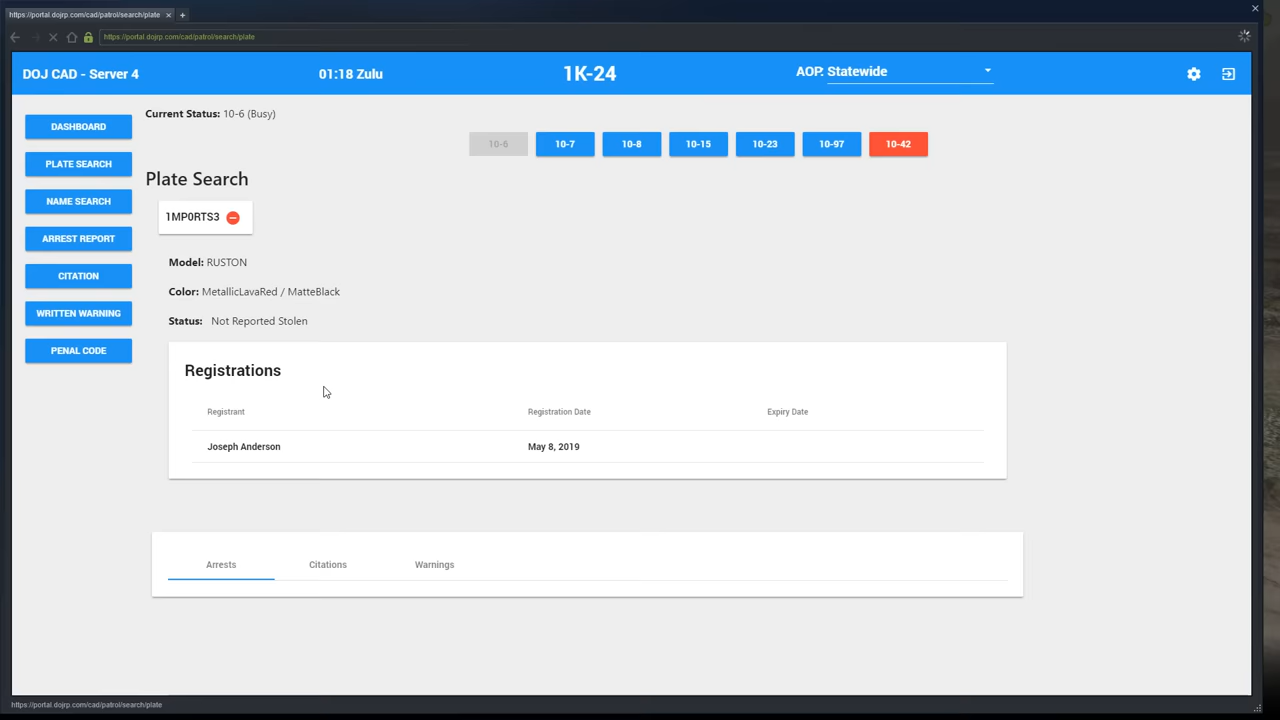 https://portal.dojrp.com/cad/patrol/search/plate
https://portal.dojrp.com/cad/patrol/search/plate
DOJ CAD - Server 4 01:18 Zulu 1K-24 AOP: Statewide
Current Status: 10-6 (Busy)
10-6 10-7 10-8 10-15 10-23 10-97 10-42
DASHBOARD
PLATE SEARCH
NAME SEARCH
ARREST REPORT
CITATION
WRITTEN WARNING
PENAL CODE
Plate Search
1MP0RTS3
Model: RUSTON
Color: MetallicLavaRed / MatteBlack
Status: Not Reported Stolen
Registrations
Registrant Registration Date Expiry Date
Joseph Anderson May 8, 2019
Arrests Citations Warnings
https://portal.dojrp.com/cad/patrol/search/plate